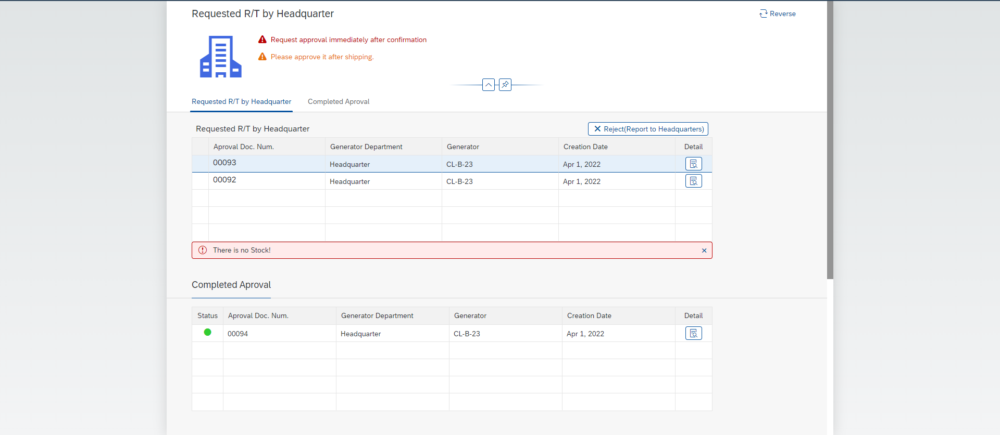 Requested R/T by Headquarter
Reverse
Request approval immediately after confirmation
Please approve it after shipping.
Requested R/T by Headquarter Completed Aproval
Requested R/T by Headquarter
Reject(Report to Headquarters)
Aproval Doc. Num. Generator Department Generator Creation Date Detail
00093 Headquarter CL-B-23 Apr 1, 2022
00092 Headquarter CL-B-23 Apr 1, 2022
There is no Stock!
Completed Aproval
Status Aproval Doc. Num. Generator Department Generator Creation Date Detail
00094 Headquarter CL-B-23 Apr 1, 2022